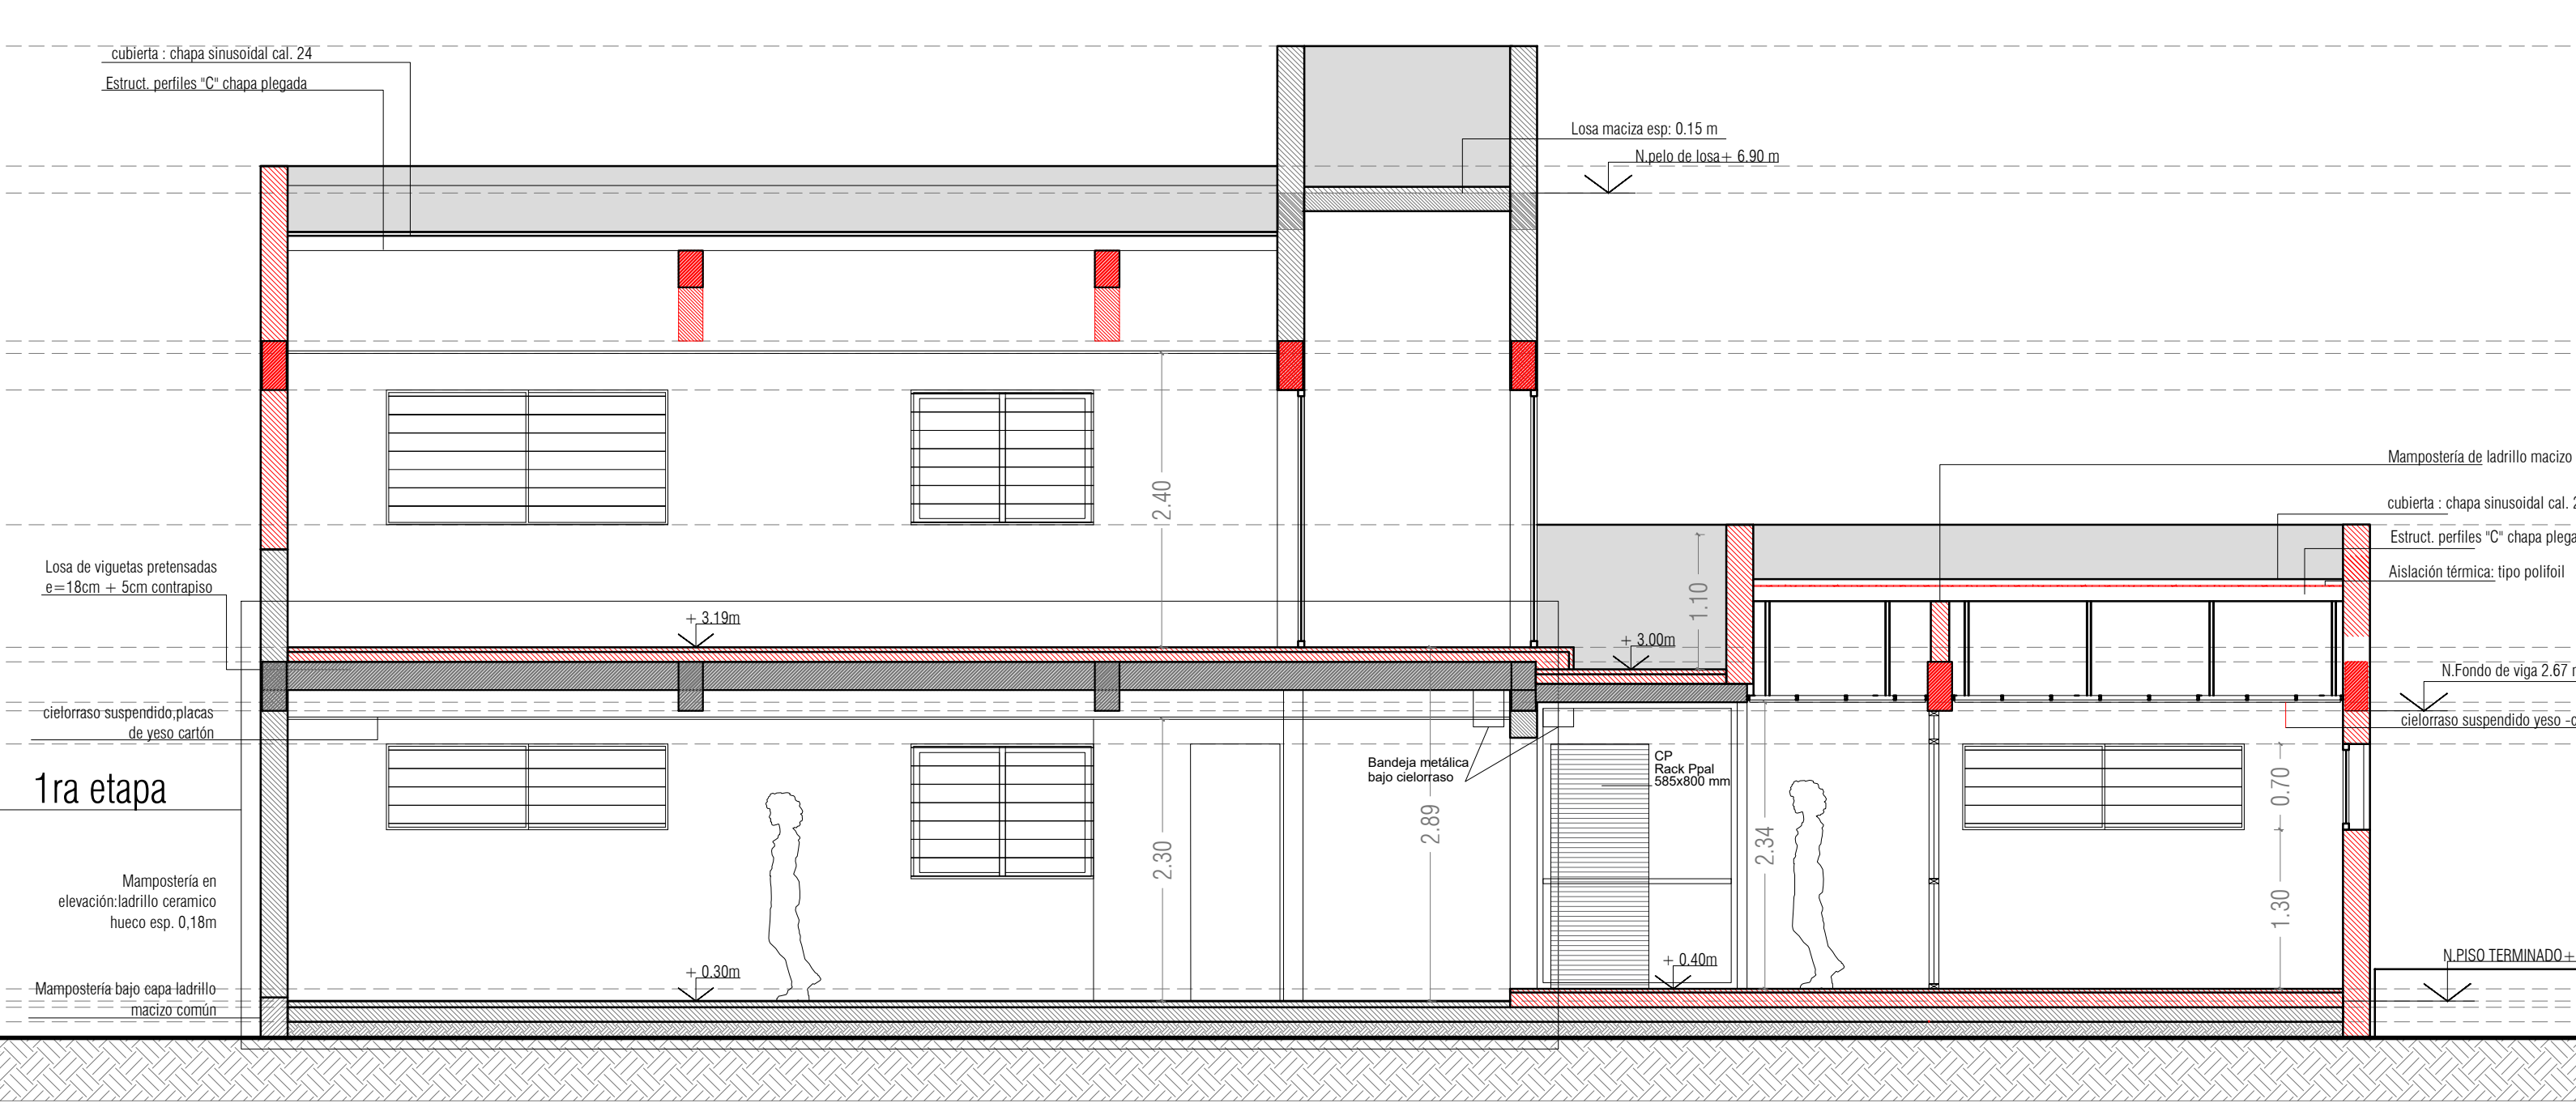 cubierta : chapa sinusoidal cal. 24
Estruct. perfiles "C" chapa plegada
Losa maciza esp: 0.15 m
N.pelo de losa+ 6.90 m
Mampostería de ladrillo macizo
cubierta : chapa sinusoidal cal. 2
Estruct. perfiles "C" chapa plega
Aislación térmica: tipo polifoil
2.40
1.10
Losa de viguetas pretensadas
e=18cm + 5cm contrapiso
+ 3.19m
+ 3.00m
N.Fondo de viga 2.67 m
cielorraso suspendido yeso -c
cielorraso suspendido,placas
de yeso cartón
1ra etapa
Bandeja metálica
bajo cielorraso
CP
Rack Ppal
585x800 mm
2.30
2.89
2.34
0.70
1.30
Mampostería en
elevación:ladrillo ceramico
hueco esp. 0,18m
+ 0.30m
+ 0.40m
N.PISO TERMINADO+
Mampostería bajo capa ladrillo
macizo común